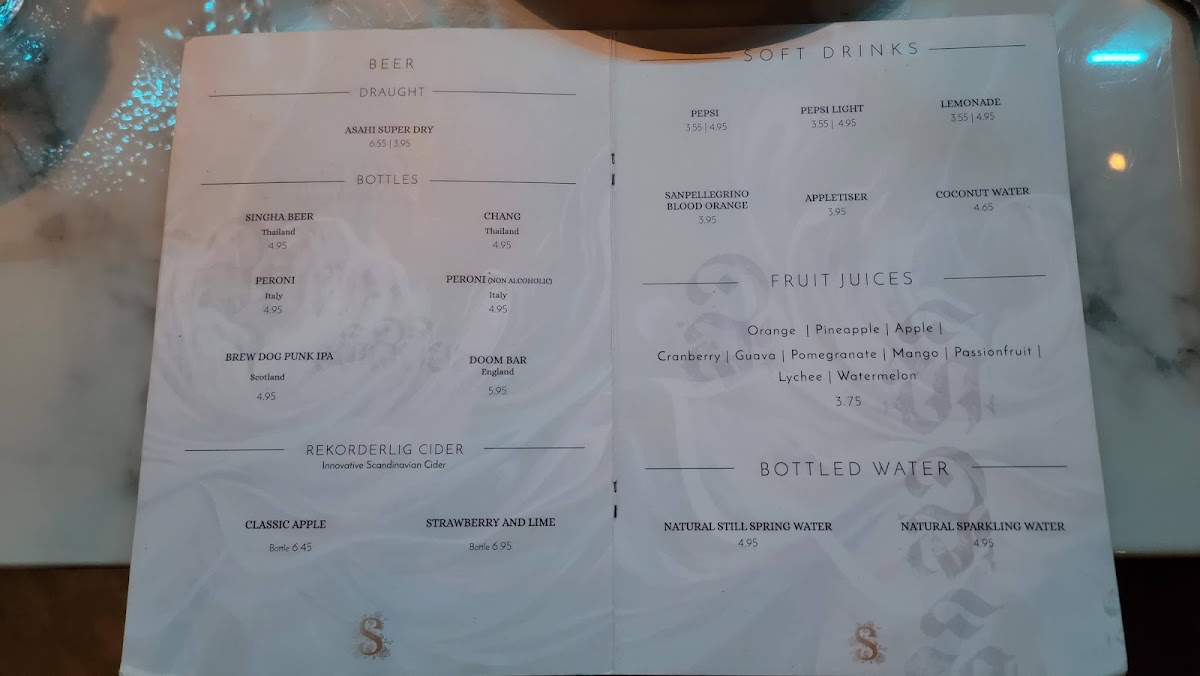 BEER
DRAUGHT
ASAHI SUPER DRY
6.55 | 3.95
BOTTLES
SINGHA BEER
Thailand
4.95
CHANG
Thailand
4.95
PERONI
Italy
4.95
PERONI (NON ALCOHOLIC)
Italy
4.95
BREW DOG PUNK IPA
Scotland
4.95
DOOM BAR
England
5.95
REKORDERLIG CIDER
Innovative Scandinavian Cider
CLASSIC APPLE
Bottle 6.45
STRAWBERRY AND LIME
Bottle 6.95
S
SOFT DRINKS
PEPSI
3.55 | 4.95
PEPSI LIGHT
3.55 | 4.95
LEMONADE
3.55 | 4.95
SANPELLEGRINO
BLOOD ORANGE
3.95
APPLETISER
3.95
COCONUT WATER
4.65
FRUIT JUICES
Orange | Pineapple | Apple |
Cranberry | Guava | Pomegranate | Mango | Passionfruit |
Lychee | Watermelon
3.75
BOTTLED WATER
NATURAL STILL SPRING WATER
4.95
NATURAL SPARKLING WATER
4.95
S